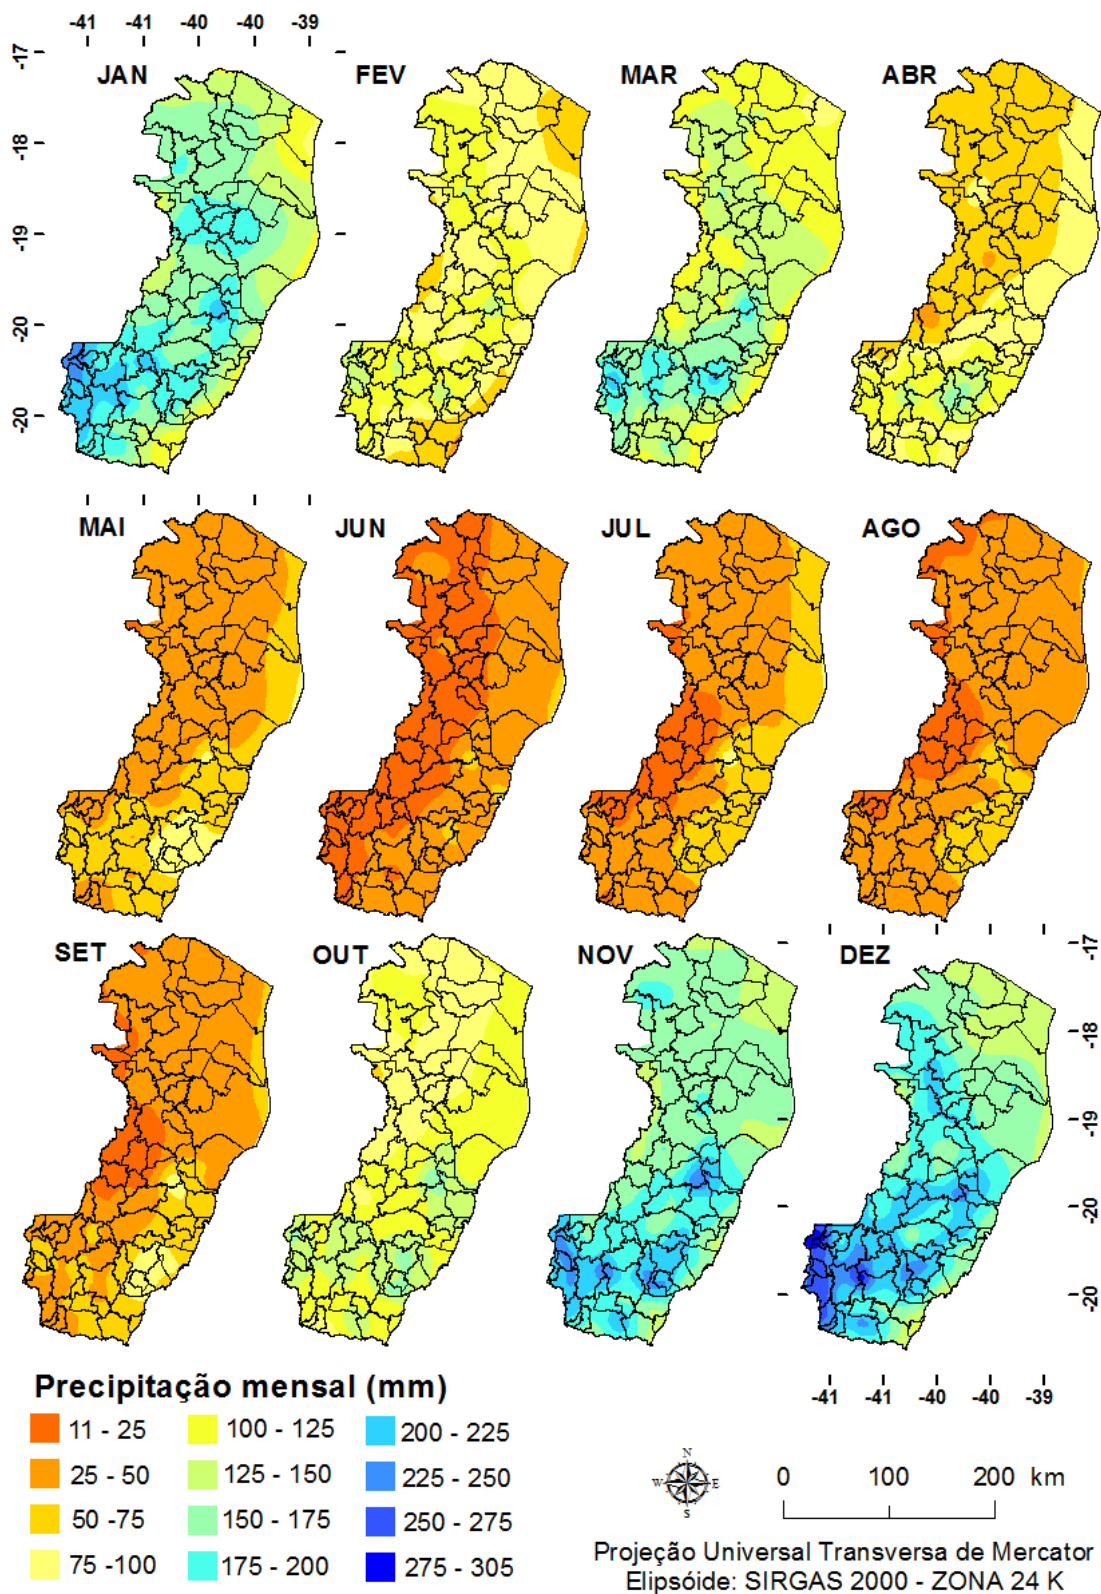 -41 -41 -40 -40 -39
-17
JAN FEV MAR ABR
-18
-19
-20
-20
MAI JUN JUL AGO
SET OUT NOV DEZ
-17
-18
-19
-20
-20
-41 -41 -40 -40 -39
Precipitação mensal (mm)
11 - 25 100 - 125 200 - 225
25 - 50 125 - 150 225 - 250
50 -75 150 - 175 250 - 275
75 -100 175 - 200 275 - 305
N
W E
S
0 100 200 km
Projeção Universal Transversa de Mercator
Elipsóide: SIRGAS 2000 - ZONA 24 K